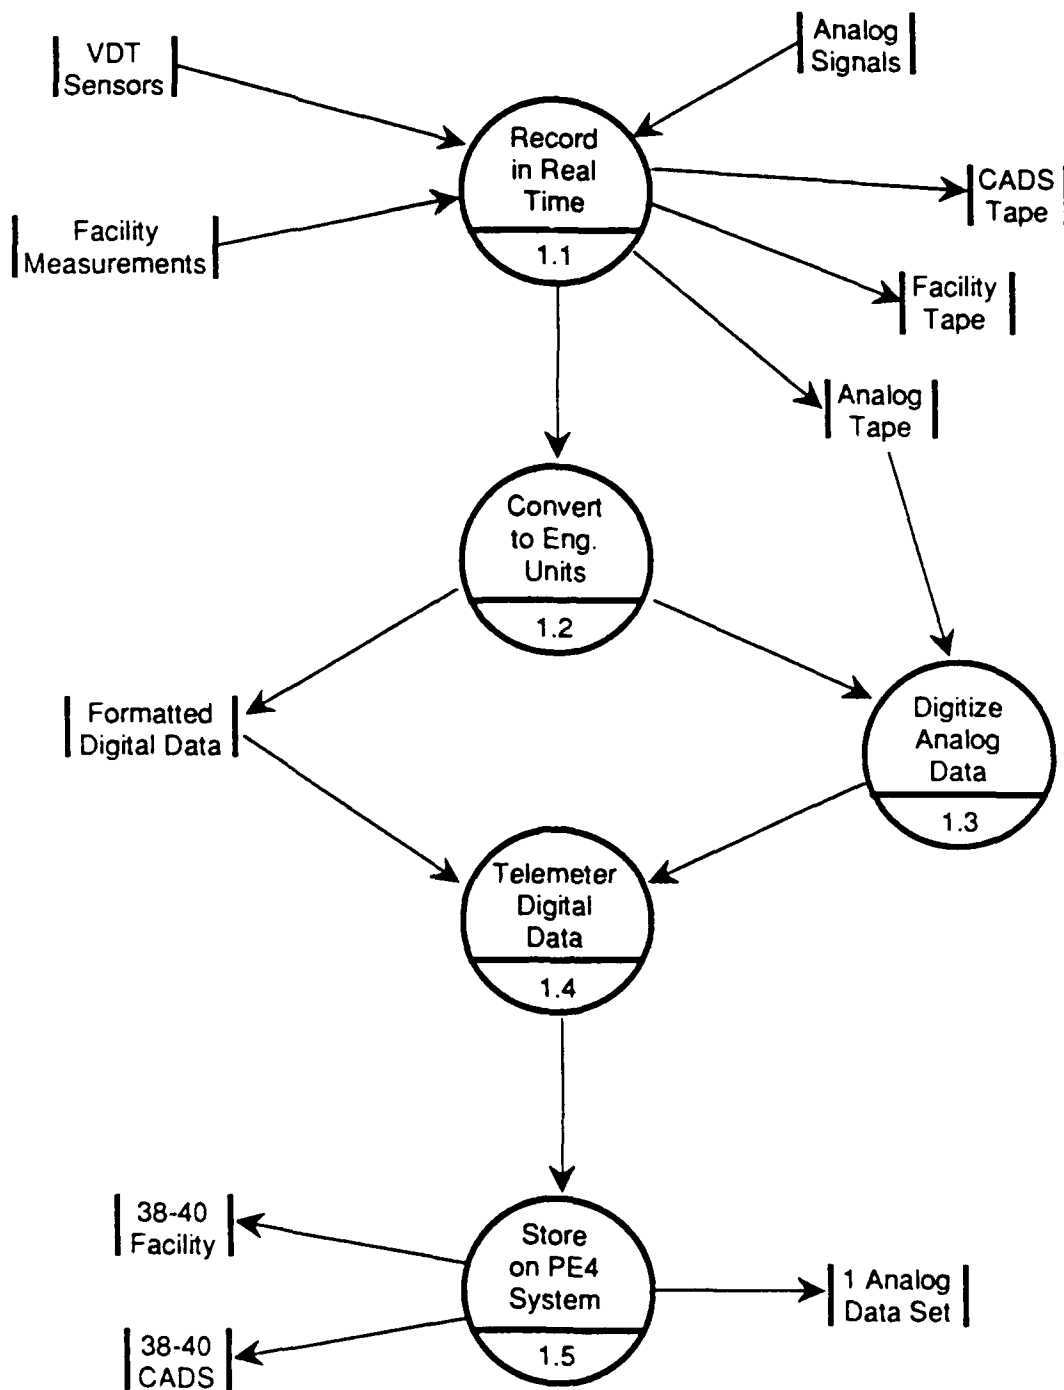 VDT
Sensors
Analog
Signals
Record
in Real
Time
1.1
CADS
Tape
Facility
Measurements
Facility
Tape
Analog
Tape
Convert
to Eng.
Units
1.2
Formatted
Digital Data
Digitize
Analog
Data
1.3
Telemeter
Digital
Data
1.4
38-40
Facility
Store
on PE4
System
1.5
1 Analog
Data Set
38-40
CADS